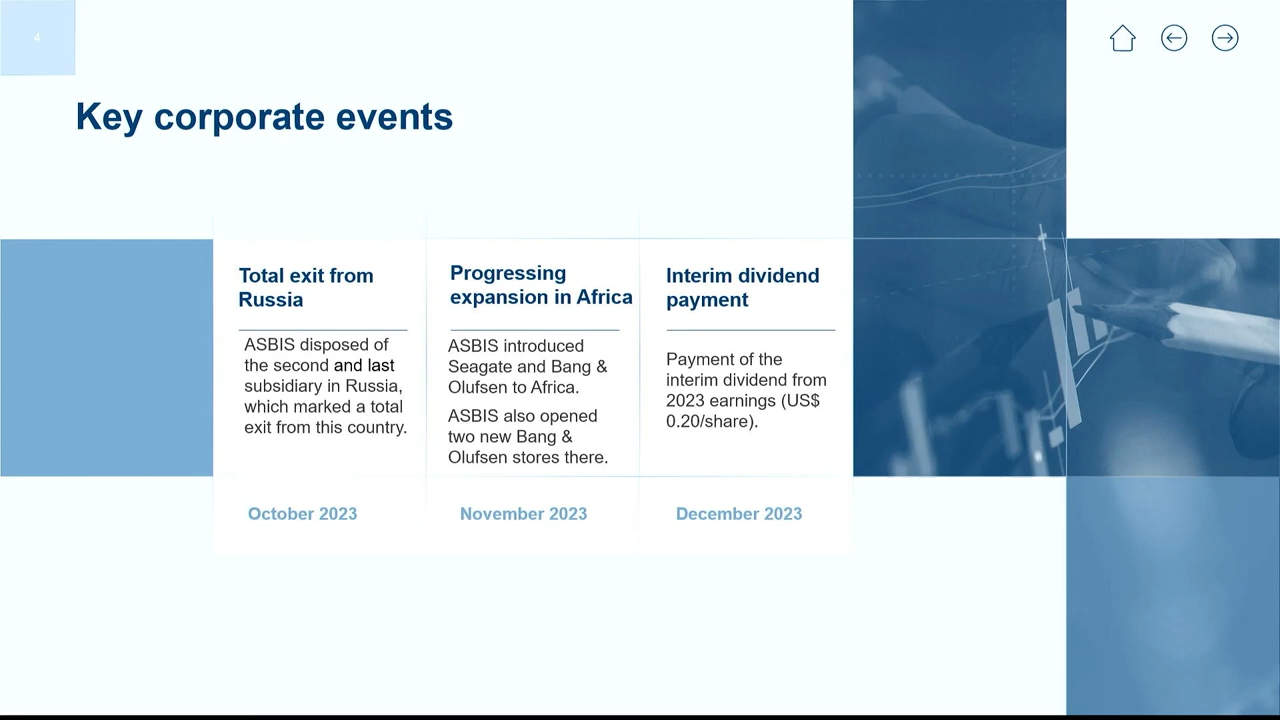 4
Key corporate events
Total exit from
Russia
ASBIS disposed of
the second and last
subsidiary in Russia,
which marked a total
exit from this country.
October 2023
Progressing
expansion in Africa
ASBIS introduced
Seagate and Bang &
Olufsen to Africa.
ASBIS also opened
two new Bang &
Olufsen stores there.
November 2023
Interim dividend
payment
Payment of the
interim dividend from
2023 earnings (US$
0.20/share).
December 2023